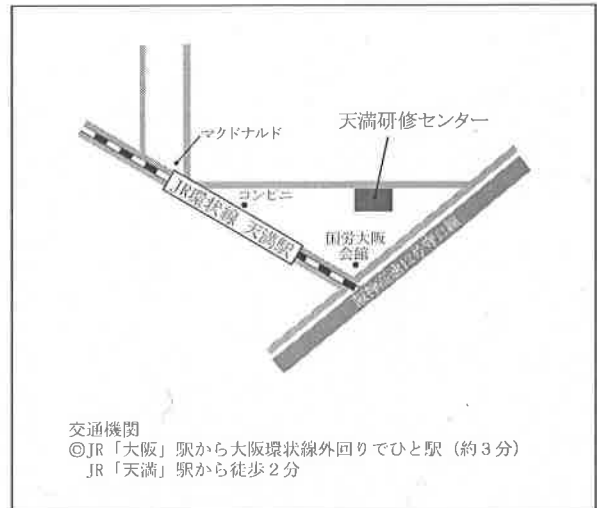 マクドナルド
天満研修センター
コンビニ
JR環状線 天満駅
国労大阪
会館
交通機関
◎JR「大阪」駅から大阪環状線外回りでひと駅（約３分）
JR「天満」駅から徒歩２分